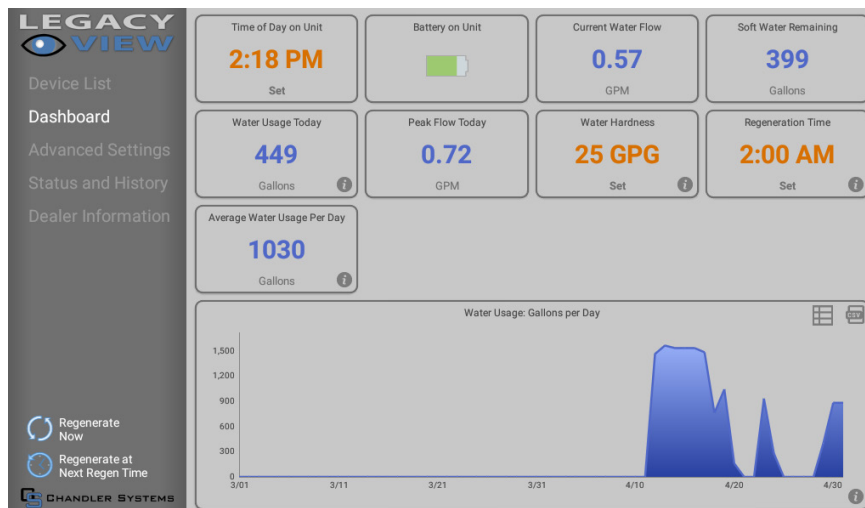 LEGACY
VIEW
Device List
Dashboard
Advanced Settings
Status and History
Dealer Information
Regenerate
Now
Regenerate at
Next Regen Time
CS CHANDLER SYSTEMS
Time of Day on Unit
2:18 PM
Set
Battery on Unit
Current Water Flow
0.57
GPM
Soft Water Remaining
399
Gallons
Water Usage Today
449
Gallons
i
Peak Flow Today
0.72
GPM
Water Hardness
25 GPG
Set
i
Regeneration Time
2:00 AM
Set
i
Average Water Usage Per Day
1030
Gallons
i
Water Usage: Gallons per Day
CSV
1,500
1,200
900
600
300
0
3/01 3/11 3/21 3/31 4/10 4/20 4/30
i